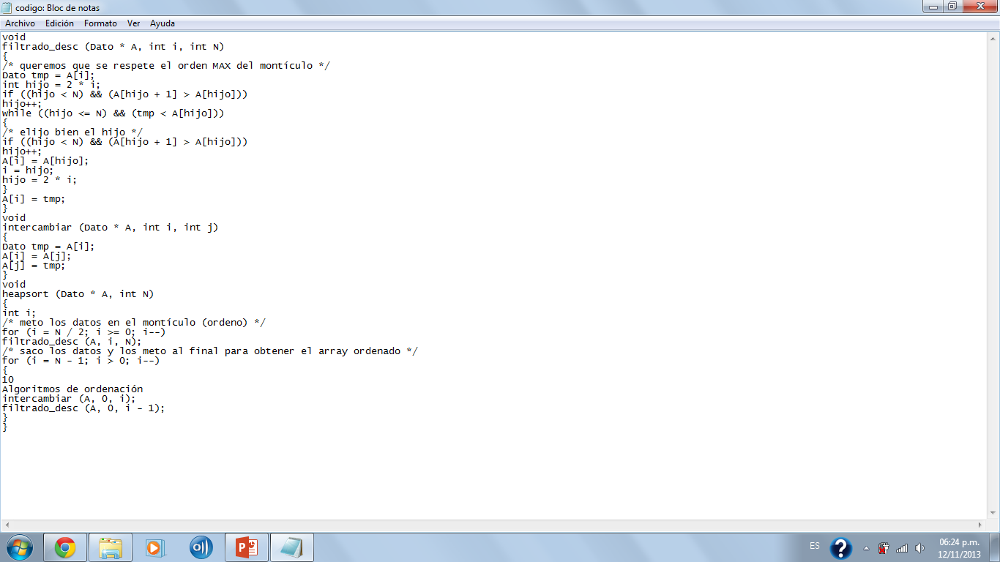 codigo: Bloc de notas
Archivo Edición Formato Ver Ayuda
void
filtrado_desc (Dato * A, int i, int N)
{
/* queremos que se respete el orden MAX del montículo */
Dato tmp = A[i];
int hijo = 2 * i;
if ((hijo < N) && (A[hijo + 1] > A[hijo]))
hijo++;
while ((hijo <= N) && (tmp < A[hijo]))
{
/* elijo bien el hijo */
if ((hijo < N) && (A[hijo + 1] > A[hijo]))
hijo++;
A[i] = A[hijo];
i = hijo;
hijo = 2 * i;
}
A[i] = tmp;
}
void
intercambiar (Dato * A, int i, int j)
{
Dato tmp = A[i];
A[i] = A[j];
A[j] = tmp;
}
void
heapsort (Dato * A, int N)
{
int i;
/* meto los datos en el montículo (ordeno) */
for (i = N / 2; i >= 0; i--)
filtrado_desc (A, i, N);
/* saco los datos y los meto al final para obtener el array ordenado */
for (i = N - 1; i > 0; i--)
{
10
Algoritmos de ordenación
intercambiar (A, 0, i);
filtrado_desc (A, 0, i - 1);
}
}
ES
06:24 p.m.
12/11/2013